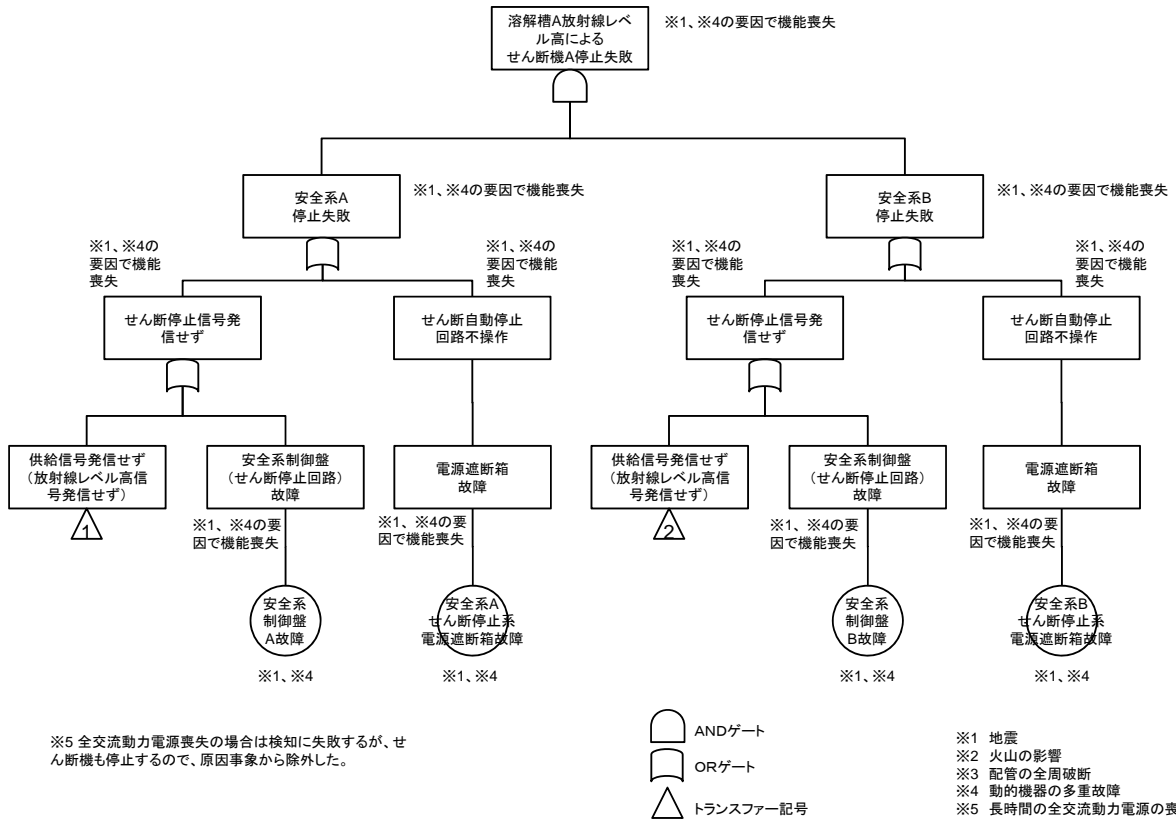 溶解槽A放射線レベ
ル高による
せん断機A停止失敗
※1、※4の要因で機能喪失
安全系A
停止失敗
※1、※4の要因で機能喪失
安全系B
停止失敗
※1、※4の要因で機能喪失
※1、※4の
要因で機能
喪失
※1、※4の
要因で機能
喪失
※1、※4の
要因で機能
喪失
※1、※4の
要因で機能
喪失
せん断停止信号発
信せず
せん断自動停止
回路不操作
せん断停止信号発
信せず
せん断自動停止
回路不操作
供給信号発信せず
(放射線レベル高信
号発信せず)
1
安全系制御盤
(せん断停止回路)
故障
電源遮断箱
故障
供給信号発信せず
(放射線レベル高信
号発信せず)
2
安全系制御盤
(せん断停止回路)
故障
電源遮断箱
故障
※1、※4の要
因で機能喪失
※1、※4の要
因で機能喪失
※1、※4の要
因で機能喪失
※1、※4の要
因で機能喪失
安全系
制御盤
A故障
安全系A
せん断停止系
電源遮断箱故障
安全系
制御盤
B故障
安全系B
せん断停止系
電源遮断箱故障
※1、※4
※1、※4
※1、※4
※1、※4
※5 全交流動力電源喪失の場合は検知に失敗するが、せ
ん断機も停止するので、原因事象から除外した。
ANDゲート
ORゲート
トランスファー記号
※1 地震
※2 火山の影響
※3 配管の全周破断
※4 動的機器の多重故障
※5 長時間の全交流動力電源の喪